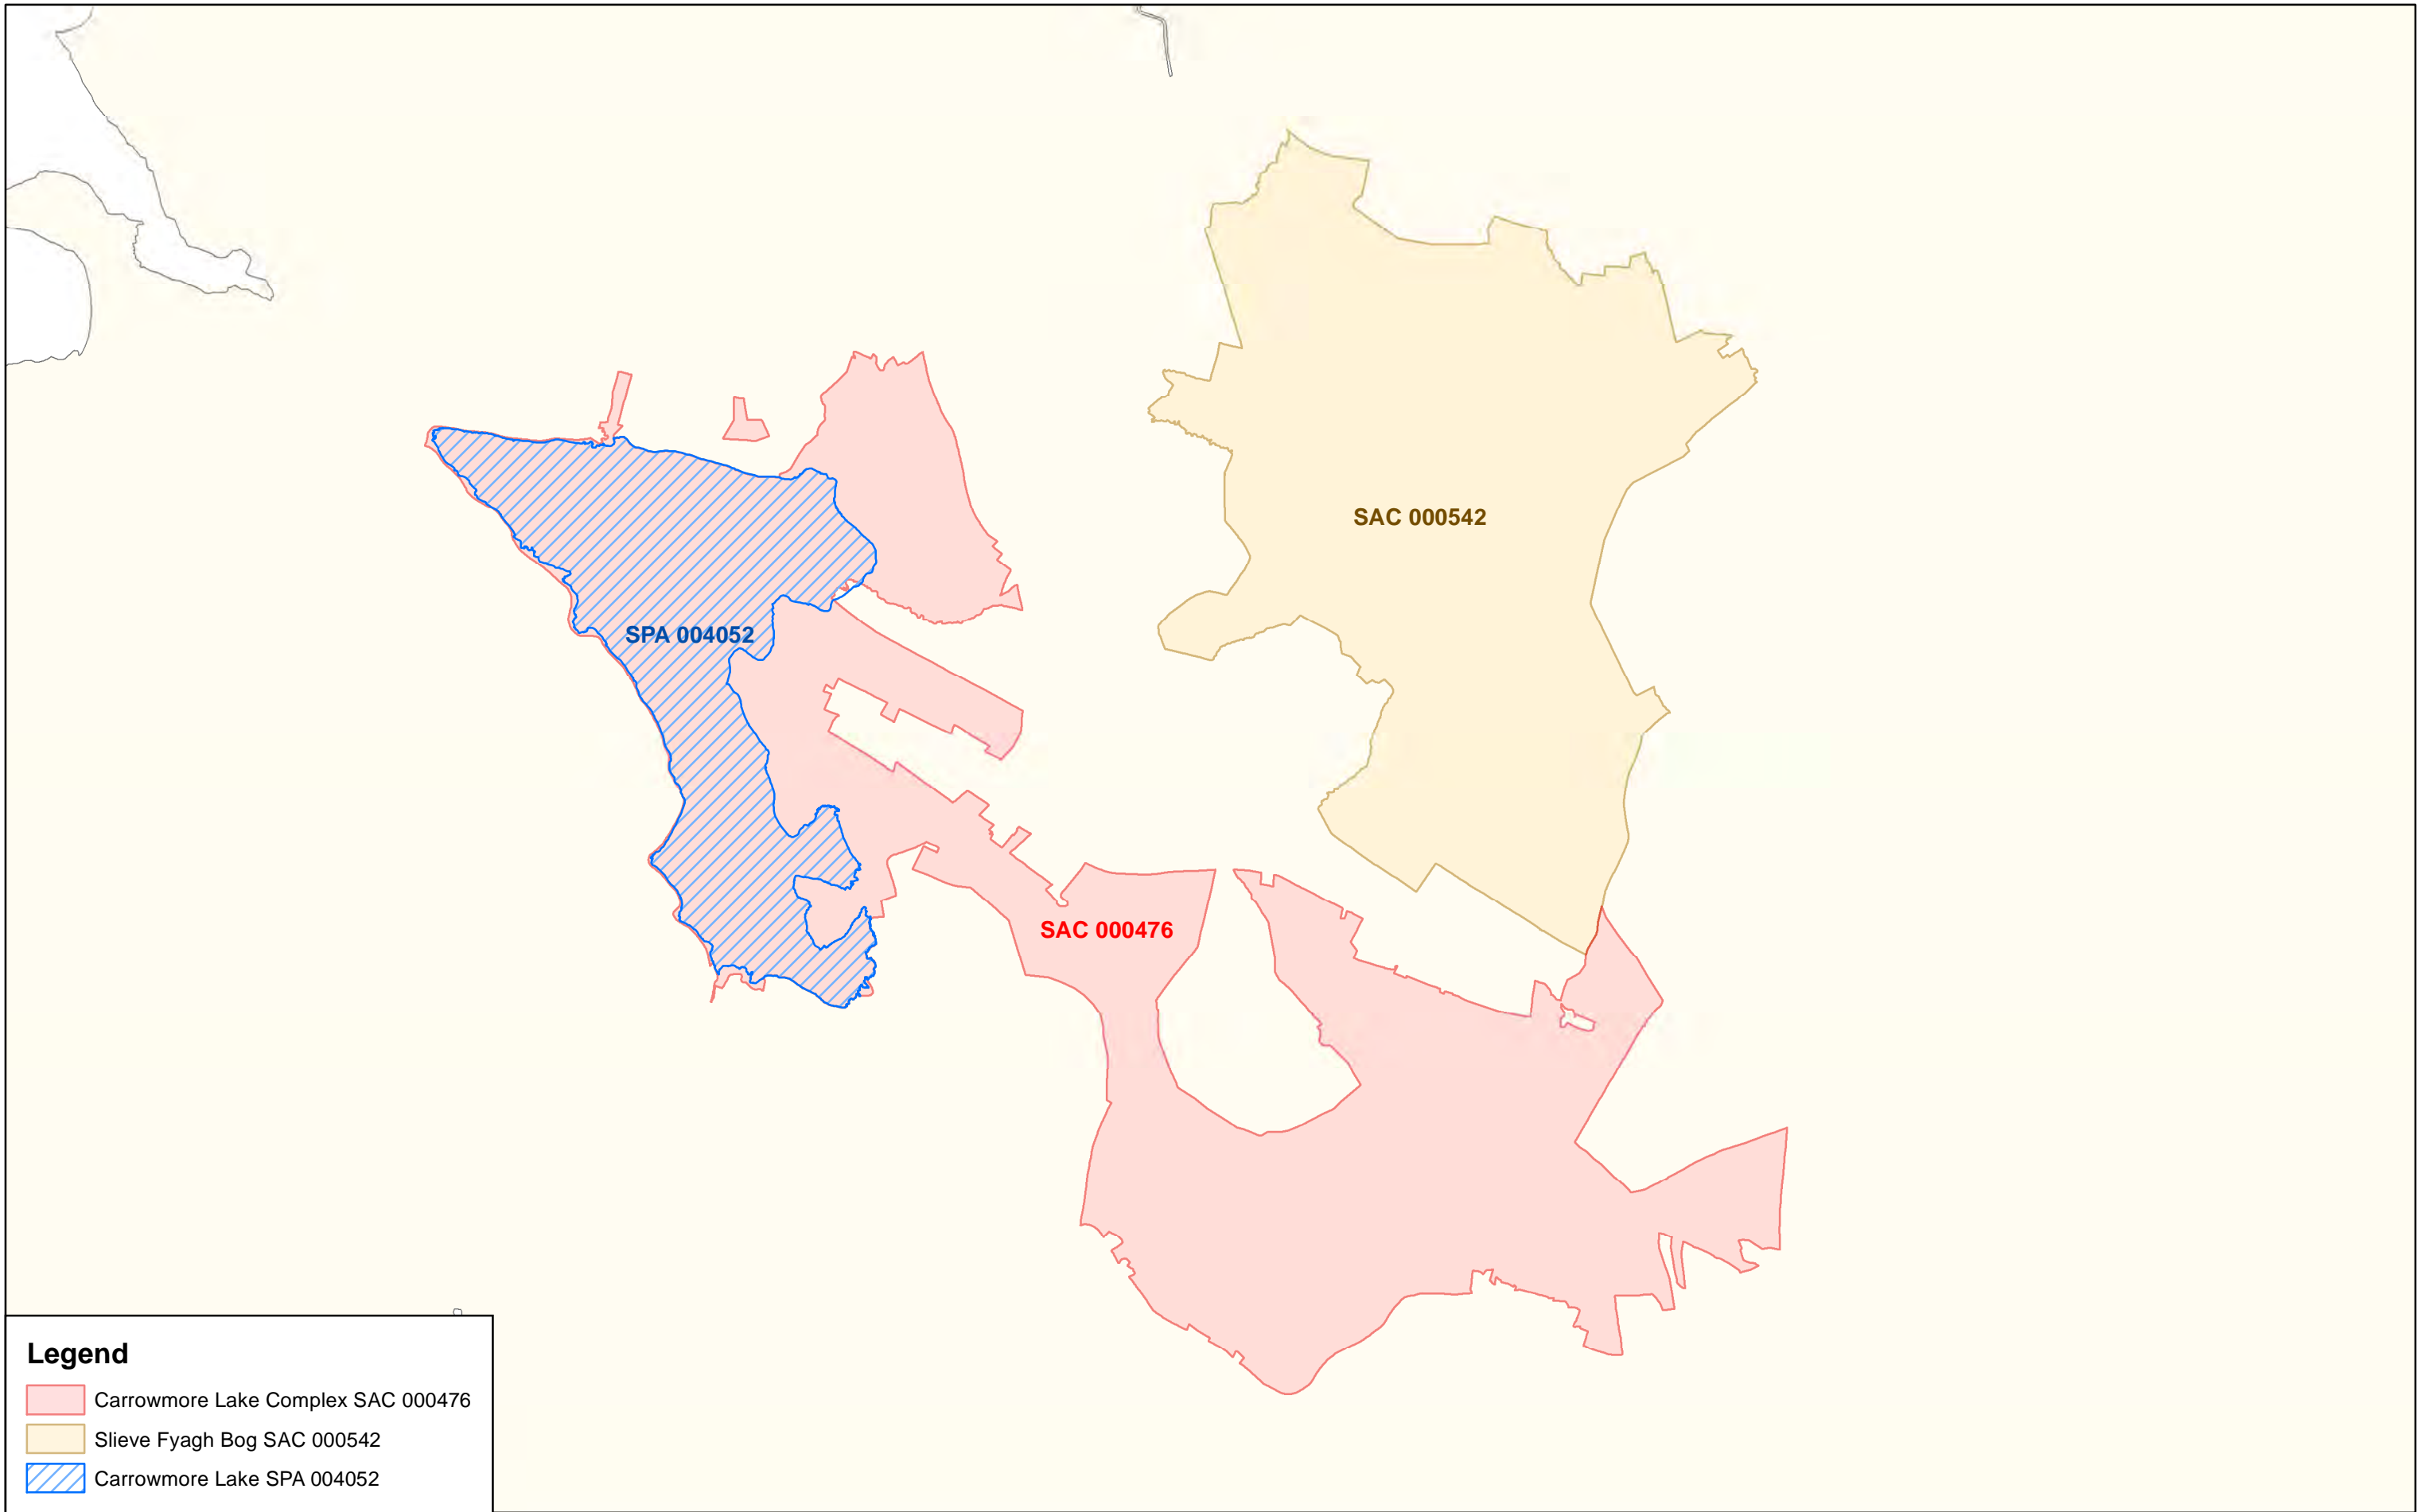 SAC 000542
SPA 004052
SAC 000476
Legend
Carrowmore Lake Complex SAC 000476
Slieve Fyagh Bog SAC 000542
Carrowmore Lake SPA 004052